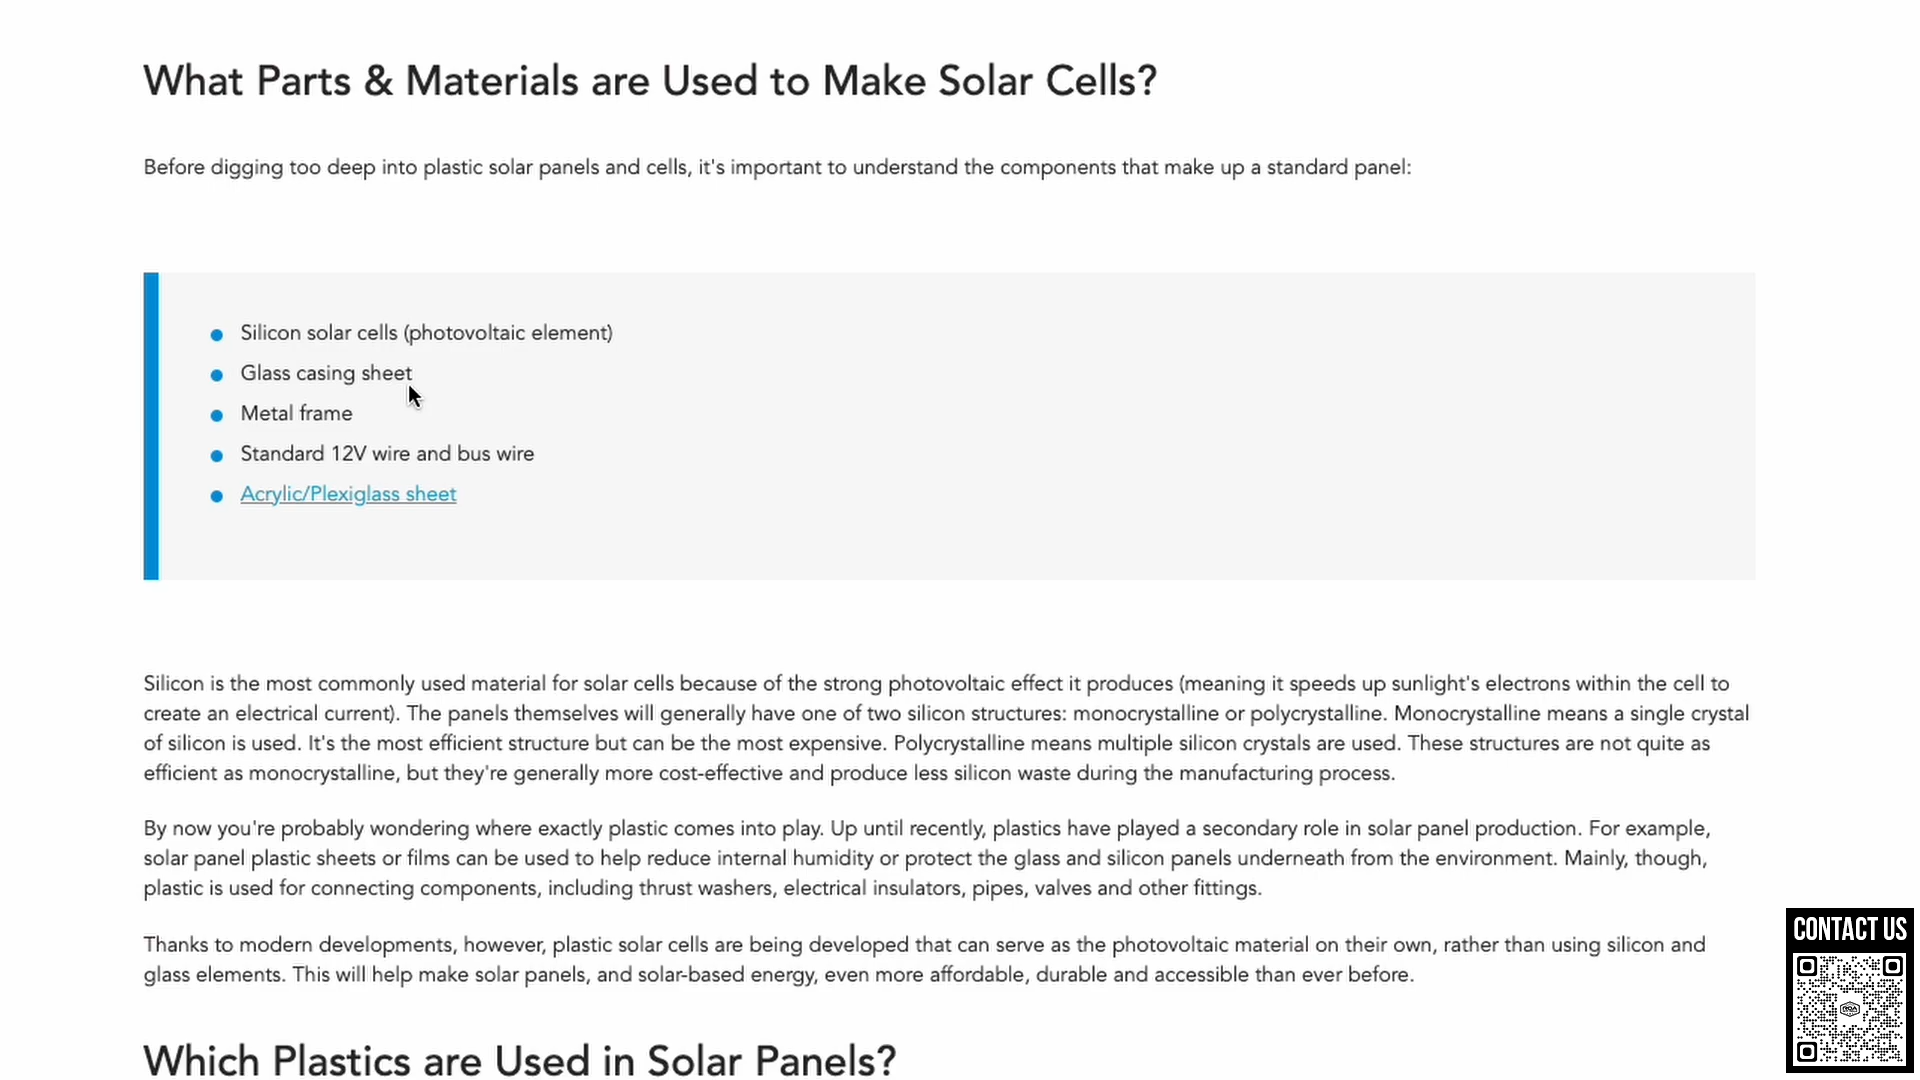 What Parts & Materials are Used to Make Solar Cells?
Before digging too deep into plastic solar panels and cells, it's important to understand the components that make up a standard panel:
Silicon solar cells (photovoltaic element)
Glass casing sheet
Metal frame
Standard 12V wire and bus wire
Acrylic/Plexiglass sheet
Silicon is the most commonly used material for solar cells because of the strong photovoltaic effect it produces (meaning it speeds up sunlight's electrons within the cell to
create an electrical current). The panels themselves will generally have one of two silicon structures: monocrystalline or polycrystalline. Monocrystalline means a single crystal
of silicon is used. It's the most efficient structure but can be the most expensive. Polycrystalline means multiple silicon crystals are used. These structures are not quite as
efficient as monocrystalline, but they're generally more cost-effective and produce less silicon waste during the manufacturing process.
By now you're probably wondering where exactly plastic comes into play. Up until recently, plastics have played a secondary role in solar panel production. For example,
solar panel plastic sheets or films can be used to help reduce internal humidity or protect the glass and silicon panels underneath from the environment. Mainly, though,
plastic is used for connecting components, including thrust washers, electrical insulators, pipes, valves and other fittings.
Thanks to modern developments, however, plastic solar cells are being developed that can serve as the photovoltaic material on their own, rather than using silicon and
glass elements. This will help make solar panels, and solar-based energy, even more affordable, durable and accessible than ever before.
CONTACT US
Which Plastics are Used in Solar Panels?